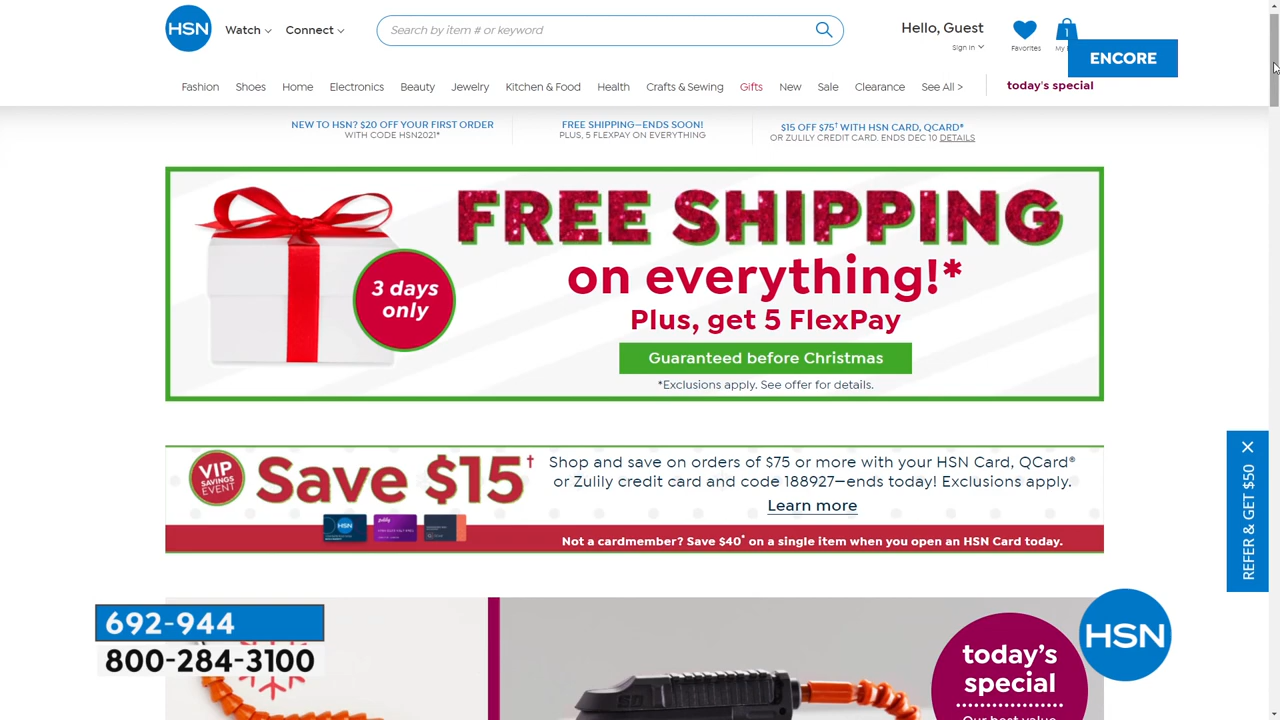 HSN
Watch
Connect
Search by item # or keyword
Hello, Guest
Sign In
Favorites
1
My
ENCORE
Fashion
Shoes
Home
Electronics
Beauty
Jewelry
Kitchen & Food
Health
Crafts & Sewing
Gifts
New
Sale
Clearance
See All >
today's special
NEW TO HSN? $20 OFF YOUR FIRST ORDER
WITH CODE HSN2021*
FREE SHIPPING—ENDS SOON!
PLUS, 5 FLEXPAY ON EVERYTHING
$15 OFF $75† WITH HSN CARD, QCARD*
OR ZULILY CREDIT CARD. ENDS DEC 10 DETAILS
3 days
only
FREE SHIPPING
on everything!*
Plus, get 5 FlexPay
Guaranteed before Christmas
*Exclusions apply. See offer for details.
VIP
SAVINGS
EVENT
Save $15†
HSN
zulily
Shop and save on orders of $75 or more with your HSN Card, QCard®
or Zulily credit card and code 188927—ends today! Exclusions apply.
Learn more
Not a cardmember? Save $40* on a single item when you open an HSN Card today.
REFER & GET $50
692-944
800-284-3100
today's
special
Our best value
HSN